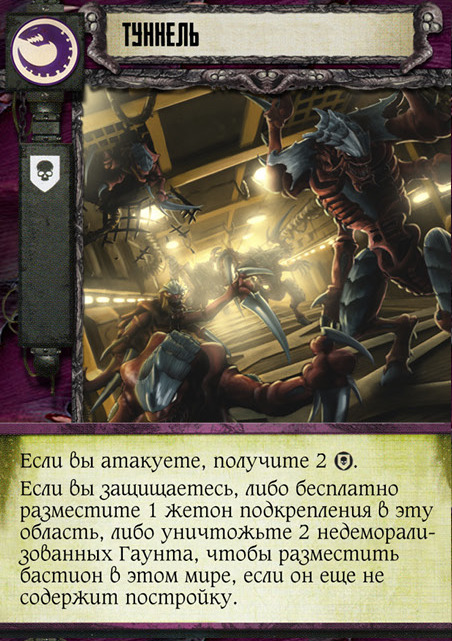 ТУННЕЛЬ
Если вы атакуете, получите 2 .
Если вы защищаетесь, либо бесплатно
разместите 1 жетон подкрепления в эту
область, либо уничтожьте 2 недеморали-
зованных Гаунта, чтобы разместить
бастион в этом мире, если он еще не
содержит постройку.